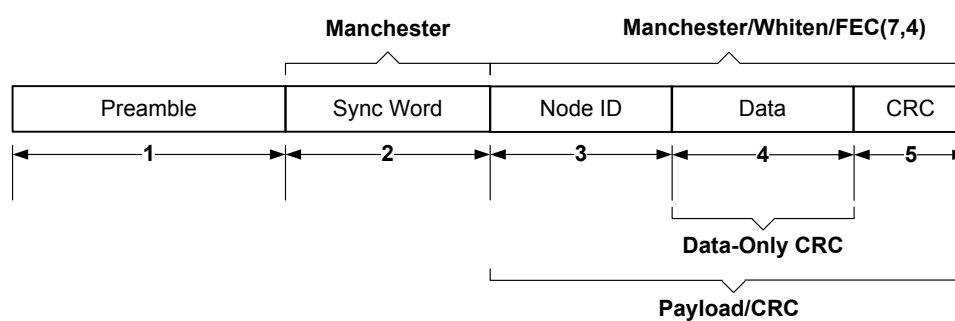 Manchester Manchester/Whiten/FEC(7,4)
Preamble Sync Word Node ID Data CRC
1 2 3 4 5
Data-Only CRC
Payload/CRC